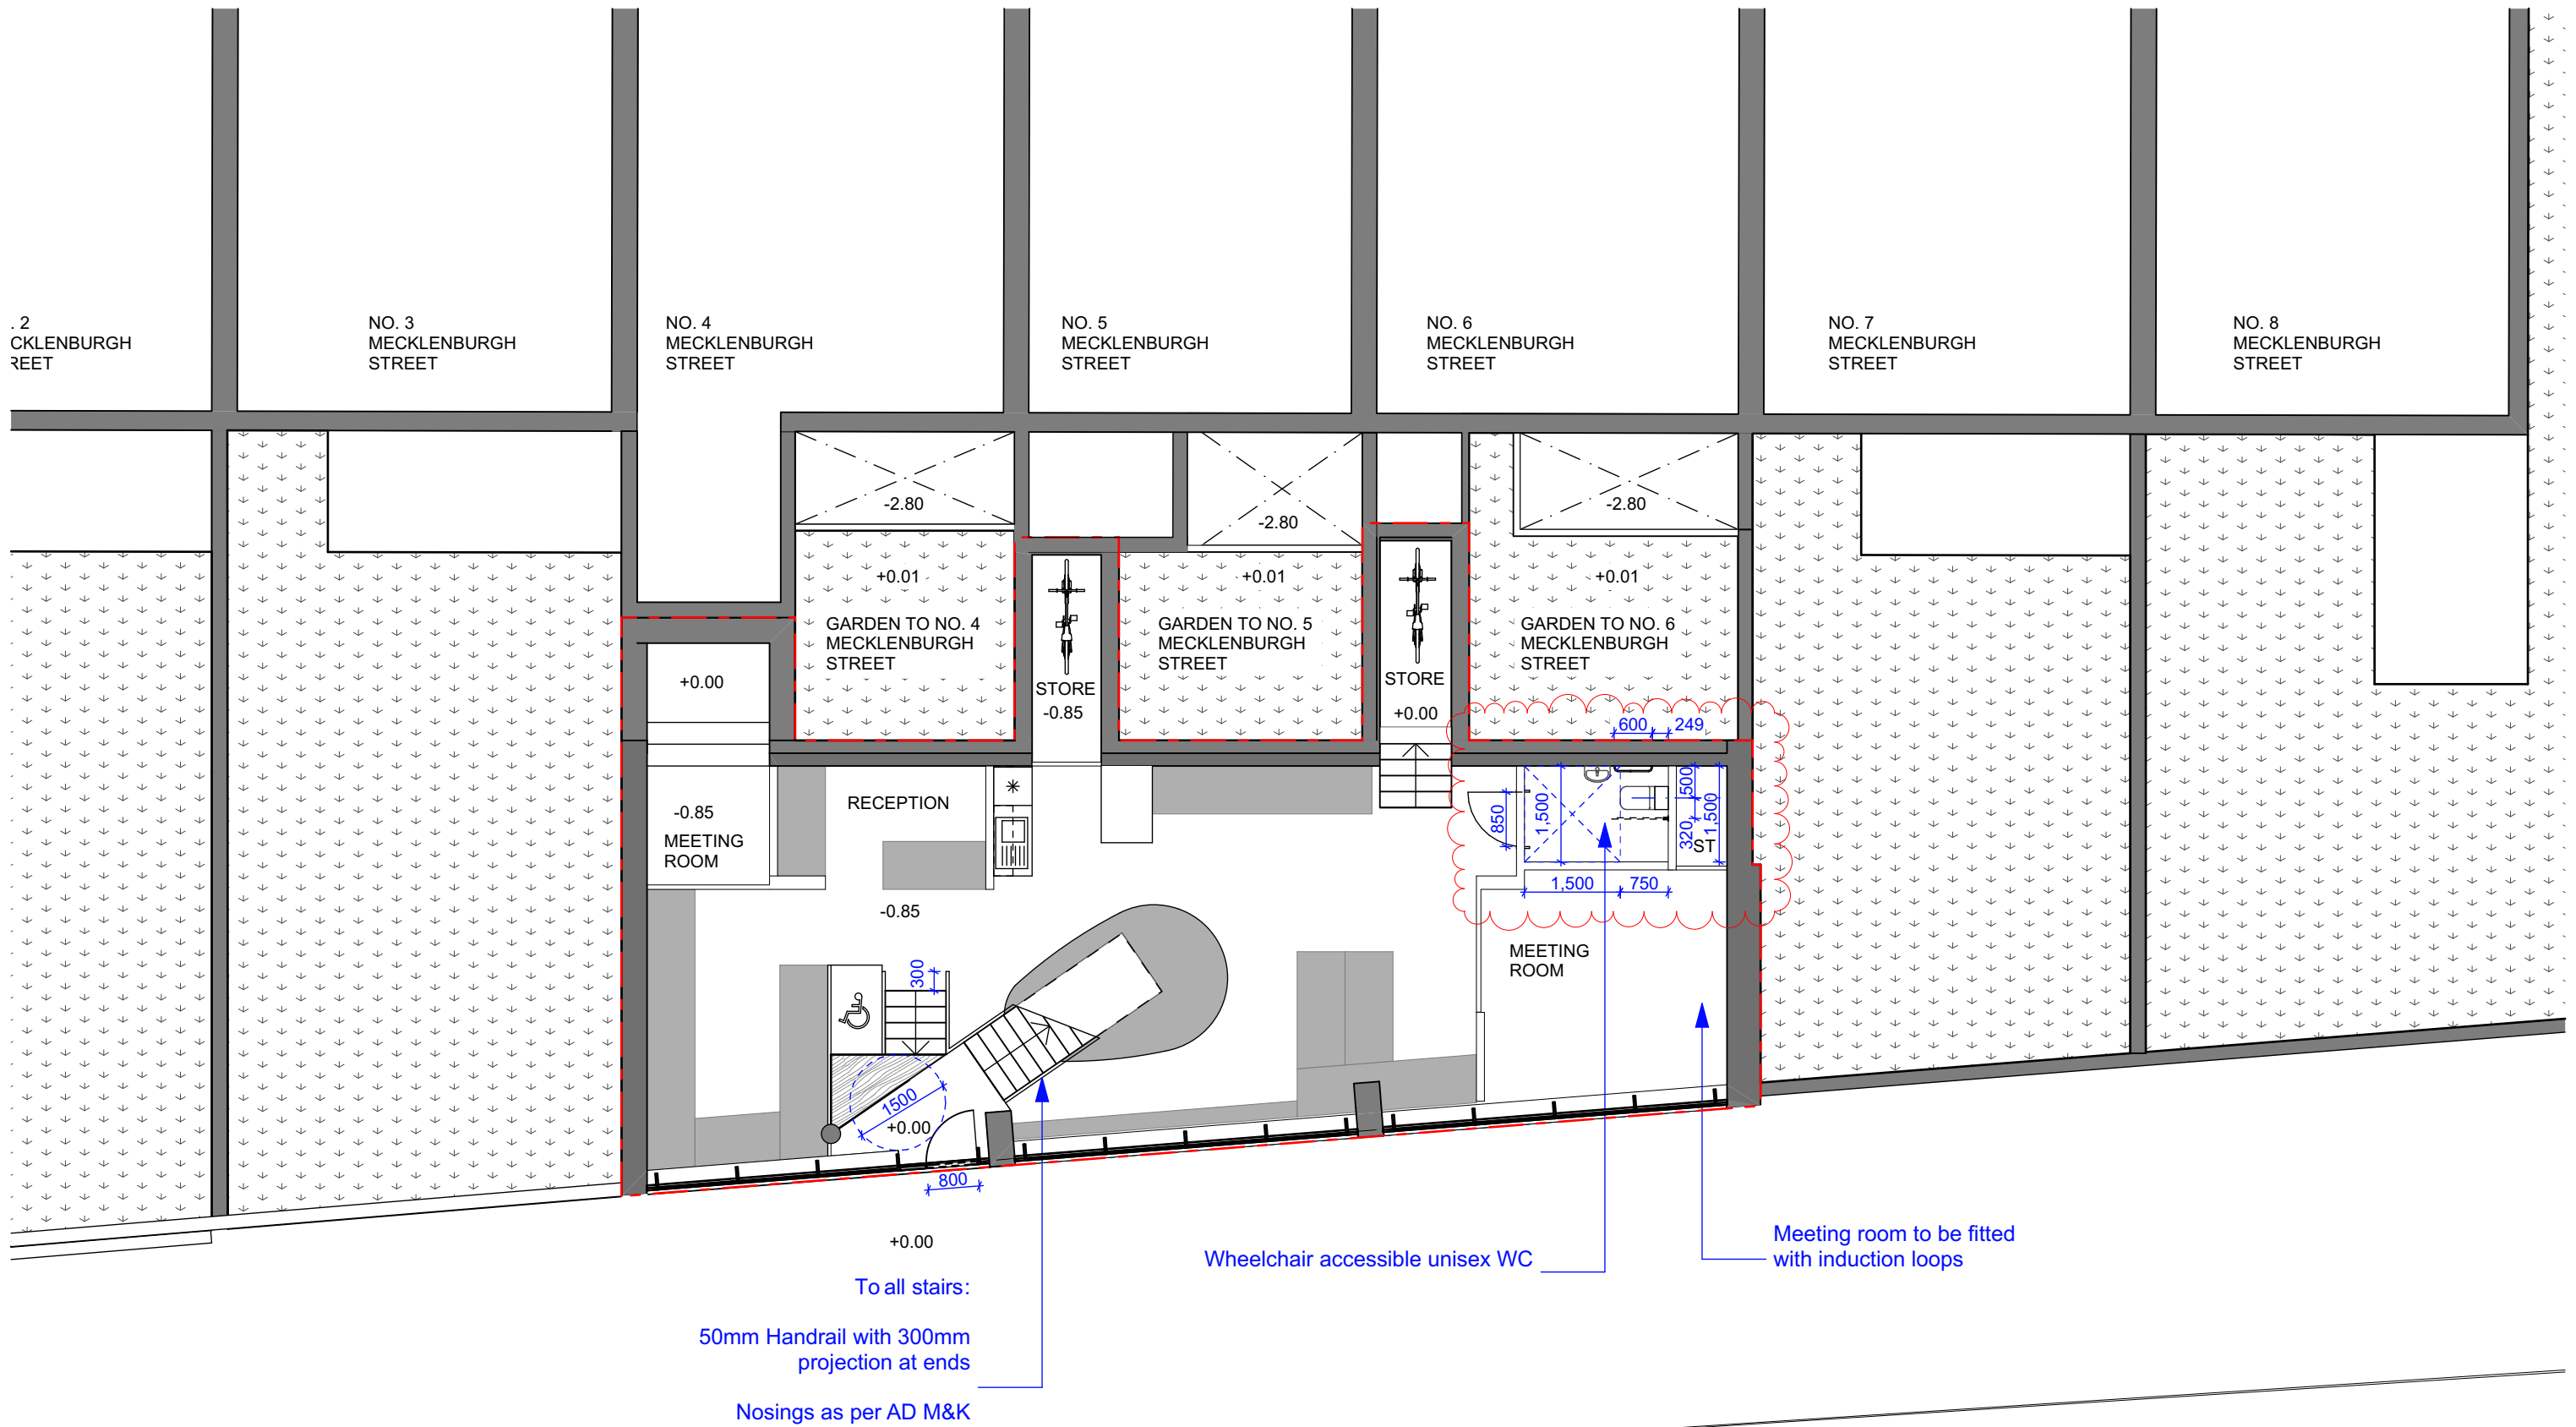 . 2
CKLENBURGH
REET
NO. 3
MECKLENBURGH
STREET
NO. 4
MECKLENBURGH
STREET
NO. 5
MECKLENBURGH
STREET
NO. 6
MECKLENBURGH
STREET
NO. 7
MECKLENBURGH
STREET
NO. 8
MECKLENBURGH
STREET
-2.80
-2.80
-2.80
+0.01
GARDEN TO NO. 4
MECKLENBURGH
STREET
+0.01
GARDEN TO NO. 5
MECKLENBURGH
STREET
+0.01
GARDEN TO NO. 6
MECKLENBURGH
STREET
+0.00
STORE
-0.85
STORE
+0.00
600
249
-0.85
MEETING
ROOM
RECEPTION
-0.85
850
1,500
500
320
1,500
ST
1,500
750
MEETING
ROOM
300
1500
+0.00
800
+0.00
To all stairs:
50mm Handrail with 300mm
projection at ends
Nosings as per AD M&K
Wheelchair accessible unisex WC
Meeting room to be fitted
with induction loops